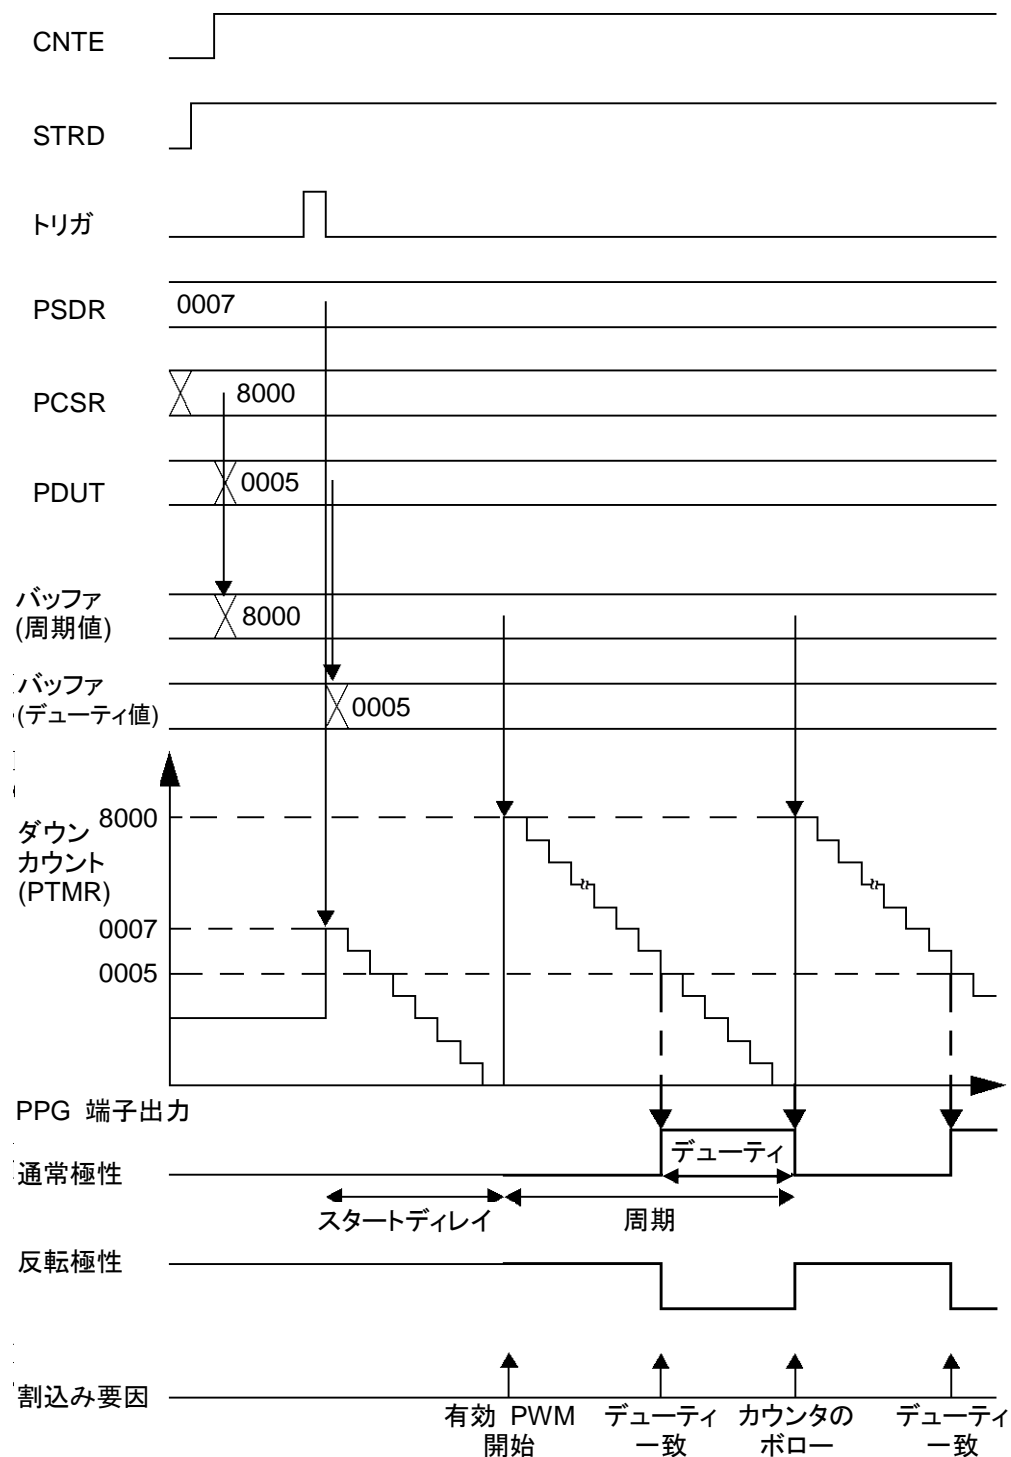 CNTE
STRD
トリガ
PSDR
0007
PCSR
8000
PDUT
0005
バッファ
(周期値)
8000
バッファ
(デューティ値)
0005
ダウン
カウント
(PTMR)
8000
0007
0005
PPG 端子出力
通常極性
デューティ
スタートディレイ
周期
反転極性
割込み要因
有効 PWM
開始
デューティ
一致
カウンタの
ボロー
デューティ
一致